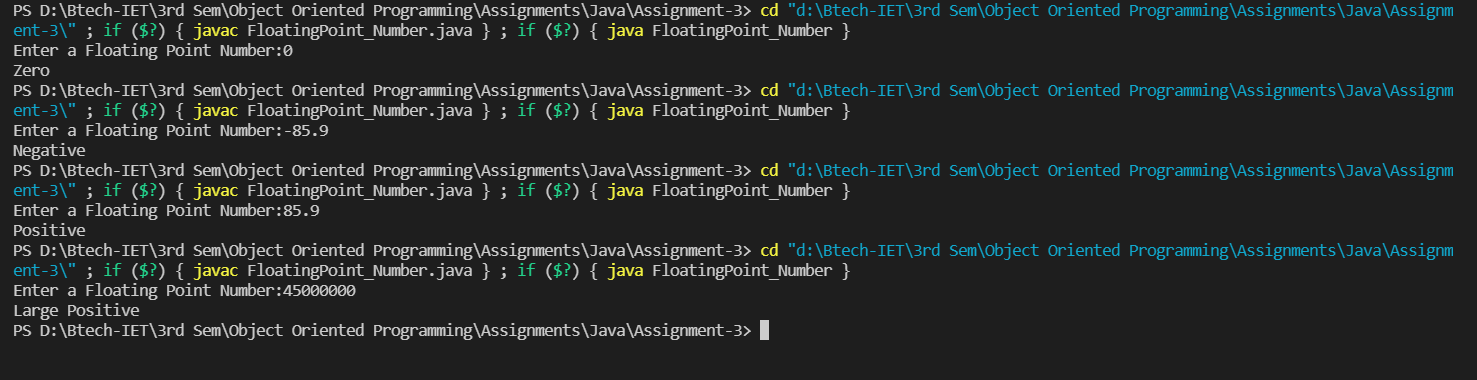 PS D:\Btech-IET\3rd Sem\Object Oriented Programming\Assignments\Java\Assignment-3> cd "d:\Btech-IET\3rd Sem\Object Oriented Programming\Assignments\Java\Assignm
ent-3\" ; if ($?) { javac FloatingPoint_Number.java } ; if ($?) { java FloatingPoint_Number }
Enter a Floating Point Number:0
Zero
PS D:\Btech-IET\3rd Sem\Object Oriented Programming\Assignments\Java\Assignment-3> cd "d:\Btech-IET\3rd Sem\Object Oriented Programming\Assignments\Java\Assignm
ent-3\" ; if ($?) { javac FloatingPoint_Number.java } ; if ($?) { java FloatingPoint_Number }
Enter a Floating Point Number:-85.9
Negative
PS D:\Btech-IET\3rd Sem\Object Oriented Programming\Assignments\Java\Assignment-3> cd "d:\Btech-IET\3rd Sem\Object Oriented Programming\Assignments\Java\Assignm
ent-3\" ; if ($?) { javac FloatingPoint_Number.java } ; if ($?) { java FloatingPoint_Number }
Enter a Floating Point Number:85.9
Positive
PS D:\Btech-IET\3rd Sem\Object Oriented Programming\Assignments\Java\Assignment-3> cd "d:\Btech-IET\3rd Sem\Object Oriented Programming\Assignments\Java\Assignm
ent-3\" ; if ($?) { javac FloatingPoint_Number.java } ; if ($?) { java FloatingPoint_Number }
Enter a Floating Point Number:45000000
Large Positive
PS D:\Btech-IET\3rd Sem\Object Oriented Programming\Assignments\Java\Assignment-3>